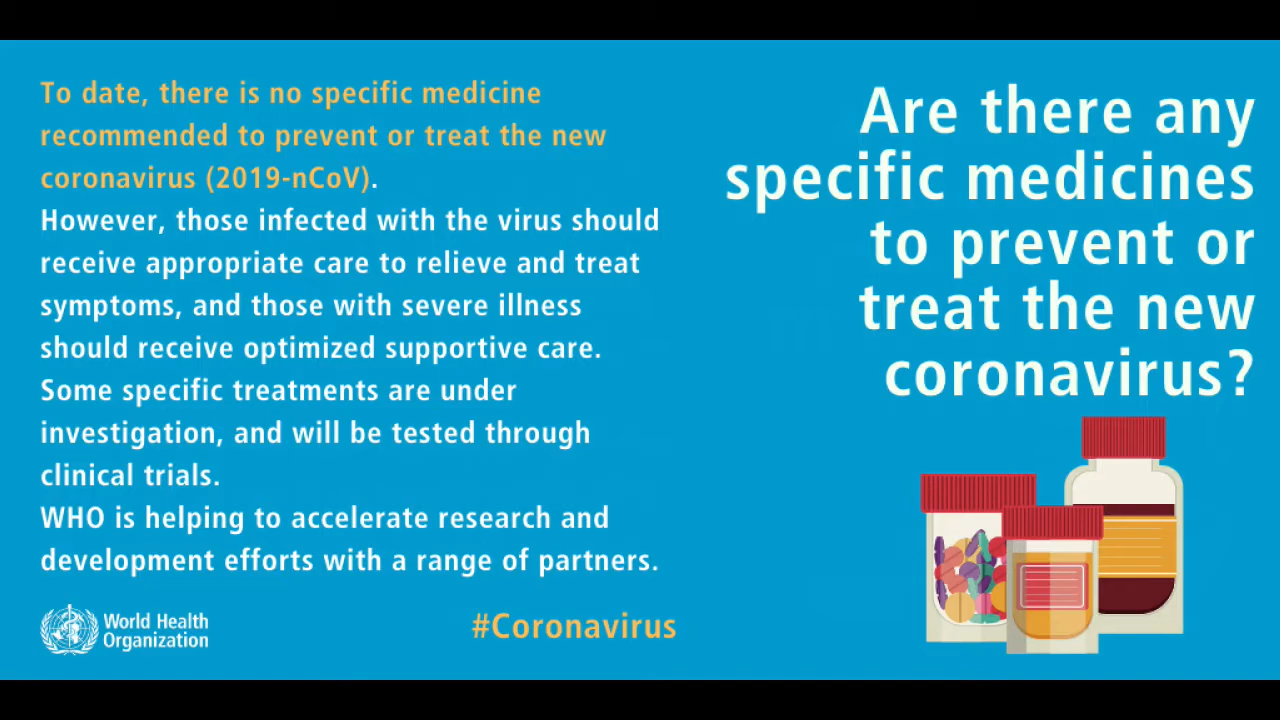 To date, there is no specific medicine
recommended to prevent or treat the new
coronavirus (2019-nCoV).
However, those infected with the virus should
receive appropriate care to relieve and treat
symptoms, and those with severe illness
should receive optimized supportive care.
Some specific treatments are under
investigation, and will be tested through
clinical trials.
WHO is helping to accelerate research and
development efforts with a range of partners.
World Health
Organization
#Coronavirus
Are there any
specific medicines
to prevent or
treat the new
coronavirus?